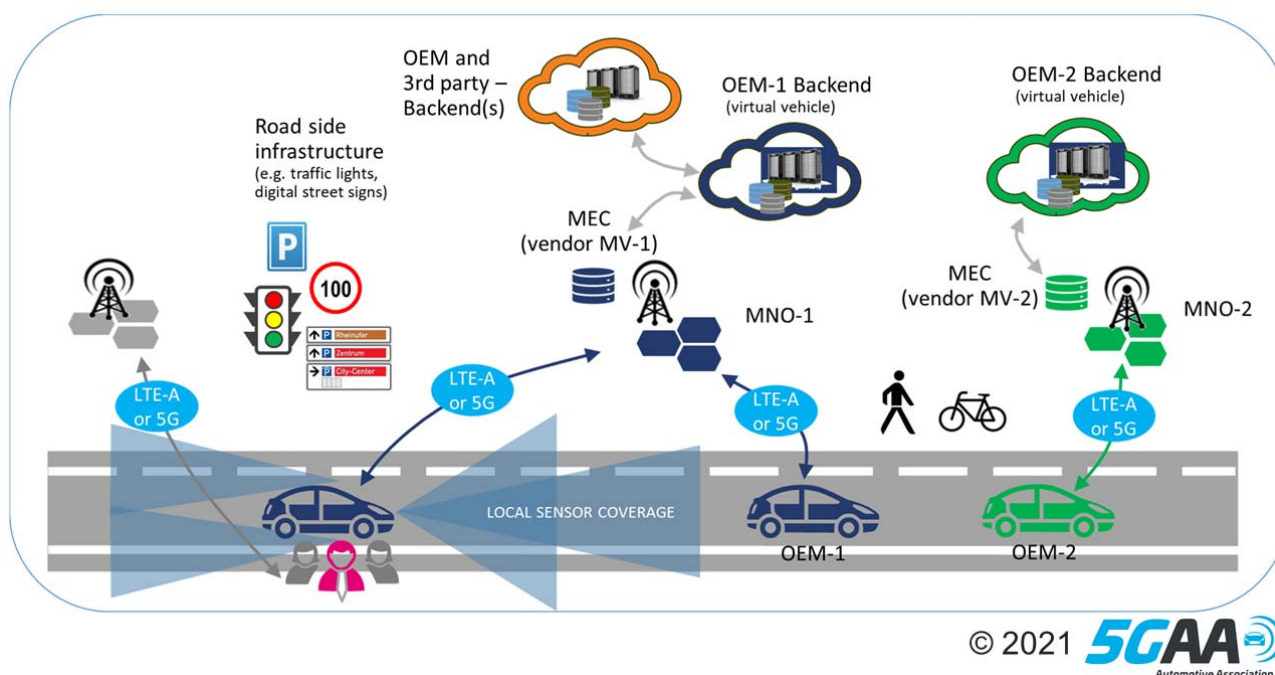 OEM and
3rd party –
Backend(s)
OEM-1 Backend
(virtual vehicle)
OEM-2 Backend
(virtual vehicle)
Road side
infrastructure
(e.g. traffic lights,
digital street signs)
P
100
P Rheinufer
P Zentrum
P City-Center
MEC
(vendor MV-1)
MNO-1
MEC
(vendor MV-2)
MNO-2
LTE-A
or 5G
LTE-A
or 5G
LTE-A
or 5G
LTE-A
or 5G
LOCAL SENSOR COVERAGE
OEM-1
OEM-2
© 2021 5GAA
Automotive Association